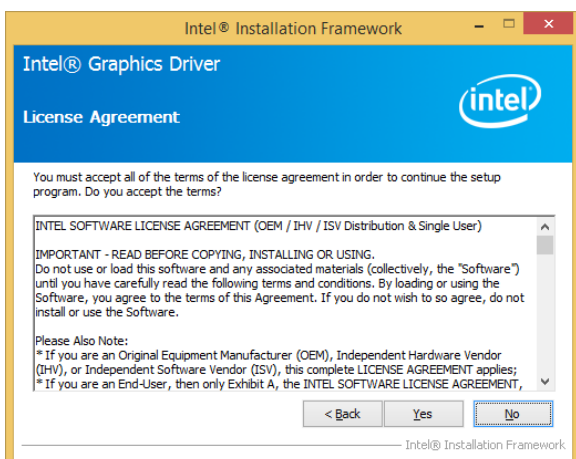 Intel® Installation Framework
Intel® Graphics Driver
intel
License Agreement
You must accept all of the terms of the license agreement in order to continue the setup
program. Do you accept the terms?
INTEL SOFTWARE LICENSE AGREEMENT (OEM / IHV / ISV Distribution & Single User)
IMPORTANT - READ BEFORE COPYING, INSTALLING OR USING.
Do not use or load this software and any associated materials (collectively, the "Software")
until you have carefully read the following terms and conditions. By loading or using the
Software, you agree to the terms of this Agreement. If you do not wish to so agree, do not
install or use the Software.
Please Also Note:
* If you are an Original Equipment Manufacturer (OEM), Independent Hardware Vendor
(IHV), or Independent Software Vendor (ISV), this complete LICENSE AGREEMENT applies;
* If you are an End-User, then only Exhibit A, the INTEL SOFTWARE LICENSE AGREEMENT,
< Back Yes No
Intel® Installation Framework